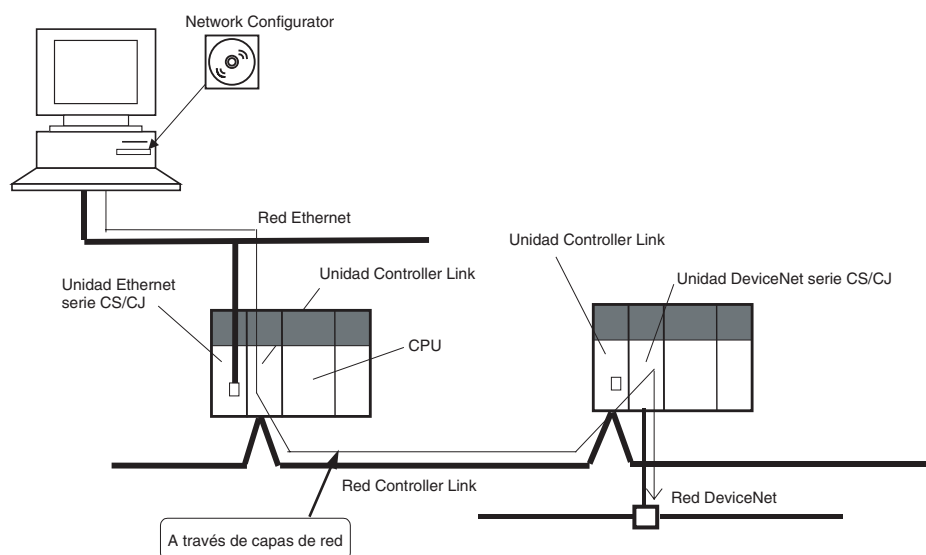 Network Configurator
Red Ethernet
Unidad Controller Link
Unidad Ethernet
serie CS/CJ
Unidad Controller Link
Unidad DeviceNet serie CS/CJ
CPU
Red Controller Link
Red DeviceNet
A través de capas de red